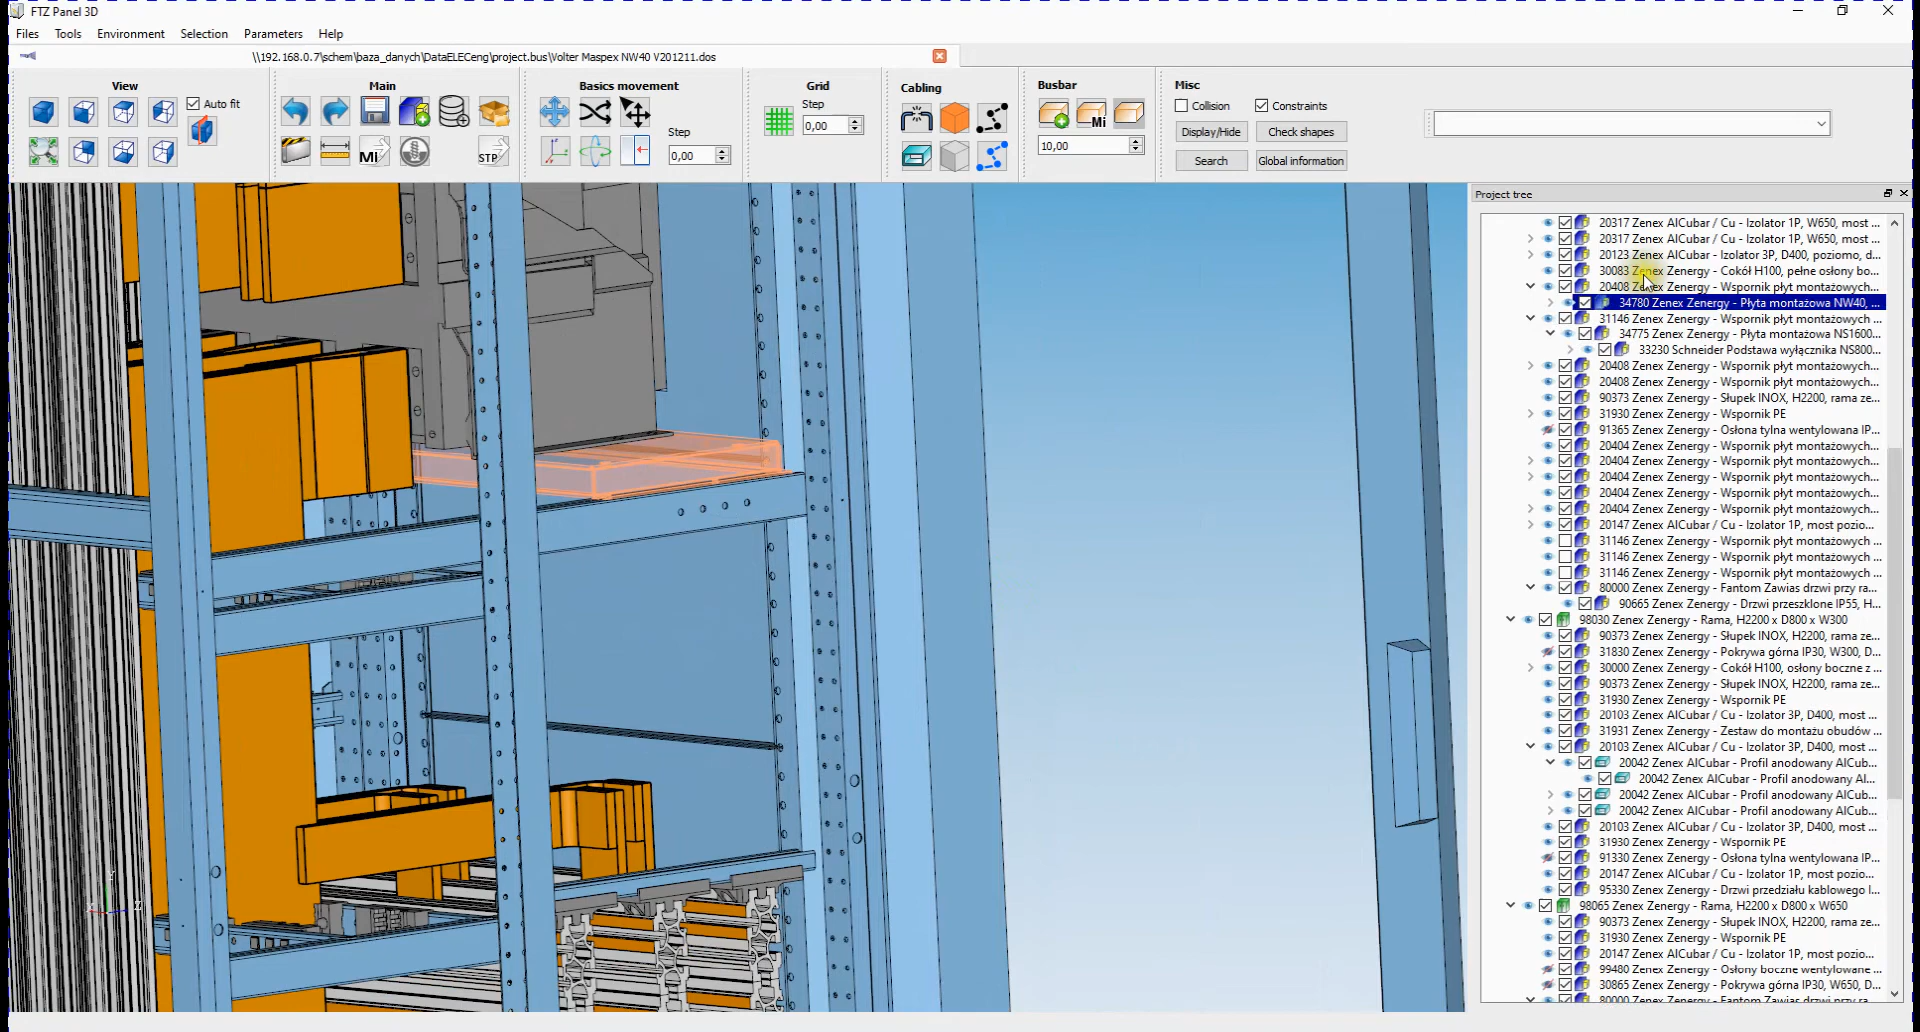 FTZ Panel 3D
Files Tools Environment Selection Parameters Help
\\192.168.0.7\schem\baza_danych\DataELECeng\project.bus\Volter Maspex NW40 V201211.dos
View
Auto fit
Main
Mi
STP
Basics movement
Step
0,00
Grid
Step
0,00
Cabling
Busbar
Mi
10,00
Misc
Collision
Constraints
Display/Hide
Check shapes
Search
Global information
Project tree
20317 Zenex AlCubar / Cu - Izolator 1P, W650, most ...
20317 Zenex AlCubar / Cu - Izolator 1P, W650, most ...
20123 Zenex AlCubar - Izolator 3P, D400, poziomo, d...
30083 Zenex Zenergy - Cokół H100, pełne osłony bo...
20408 Zenex Zenergy - Wspornik płyt montażowych...
34780 Zenex Zenergy - Płyta montażowa NW40, ...
31146 Zenex Zenergy - Wspornik płyt montażowych ...
34775 Zenex Zenergy - Płyta montażowa NS1600...
33230 Schneider Podstawa wyłącznika NS800...
20408 Zenex Zenergy - Wspornik płyt montażowych...
20408 Zenex Zenergy - Wspornik płyt montażowych...
90373 Zenex Zenergy - Słupek INOX, H2200, rama ze...
31930 Zenex Zenergy - Wspornik PE
91365 Zenex Zenergy - Osłona tylna wentylowana IP...
20404 Zenex Zenergy - Wspornik płyt montażowych...
20404 Zenex Zenergy - Wspornik płyt montażowych...
20404 Zenex Zenergy - Wspornik płyt montażowych...
20404 Zenex Zenergy - Wspornik płyt montażowych...
20404 Zenex Zenergy - Wspornik płyt montażowych...
20147 Zenex AlCubar / Cu - Izolator 1P, most pozio...
31146 Zenex Zenergy - Wspornik płyt montażowych ...
31146 Zenex Zenergy - Wspornik płyt montażowych ...
31146 Zenex Zenergy - Wspornik płyt montażowych ...
80000 Zenex Zenergy - Fantom Zawias drzwi przy ra...
90665 Zenex Zenergy - Drzwi przeszklone IP55, H...
98030 Zenex Zenergy - Rama, H2200 x D800 x W300
90373 Zenex Zenergy - Słupek INOX, H2200, rama ze...
31830 Zenex Zenergy - Pokrywa górna IP30, W300, D...
30000 Zenex Zenergy - Cokół H100, osłony boczne z ...
90373 Zenex Zenergy - Słupek INOX, H2200, rama ze...
31930 Zenex Zenergy - Wspornik PE
20103 Zenex AlCubar / Cu - Izolator 3P, D400, most ...
31931 Zenex Zenergy - Zestaw do montażu obudów ...
20103 Zenex AlCubar / Cu - Izolator 3P, D400, most ...
20042 Zenex AlCubar - Profil anodowany AlCub...
20042 Zenex AlCubar - Profil anodowany Al...
20042 Zenex AlCubar - Profil anodowany AlCub...
20042 Zenex AlCubar - Profil anodowany AlCub...
20103 Zenex AlCubar / Cu - Izolator 3P, D400, most ...
31930 Zenex Zenergy - Wspornik PE
91330 Zenex Zenergy - Osłona tylna wentylowana IP...
20147 Zenex AlCubar / Cu - Izolator 1P, most pozio...
95330 Zenex Zenergy - Drzwi przedziału kablowego I...
98065 Zenex Zenergy - Rama, H2200 x D800 x W650
90373 Zenex Zenergy - Słupek INOX, H2200, rama ze...
31930 Zenex Zenergy - Wspornik PE
20147 Zenex AlCubar / Cu - Izolator 1P, most pozio...
99480 Zenex Zenergy - Osłony boczne wentylowane ...
30865 Zenex Zenergy - Pokrywa górna IP30, W650, D...
80000 Zenex Zenergy - Fantom Zawias drzwi przy ra...